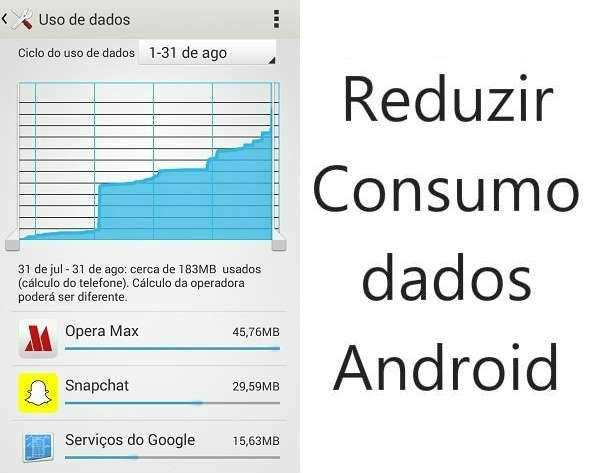 Uso de dados
Ciclo do uso de dados 1-31 de ago
31 de jul - 31 de ago: cerca de 183MB usados
(cálculo do telefone). Cálculo da operadora
poderá ser diferente.
Opera Max 45,76MB
Snapchat 29,59MB
Serviços do Google 15,63MB
Reduzir
Consumo
dados
Android